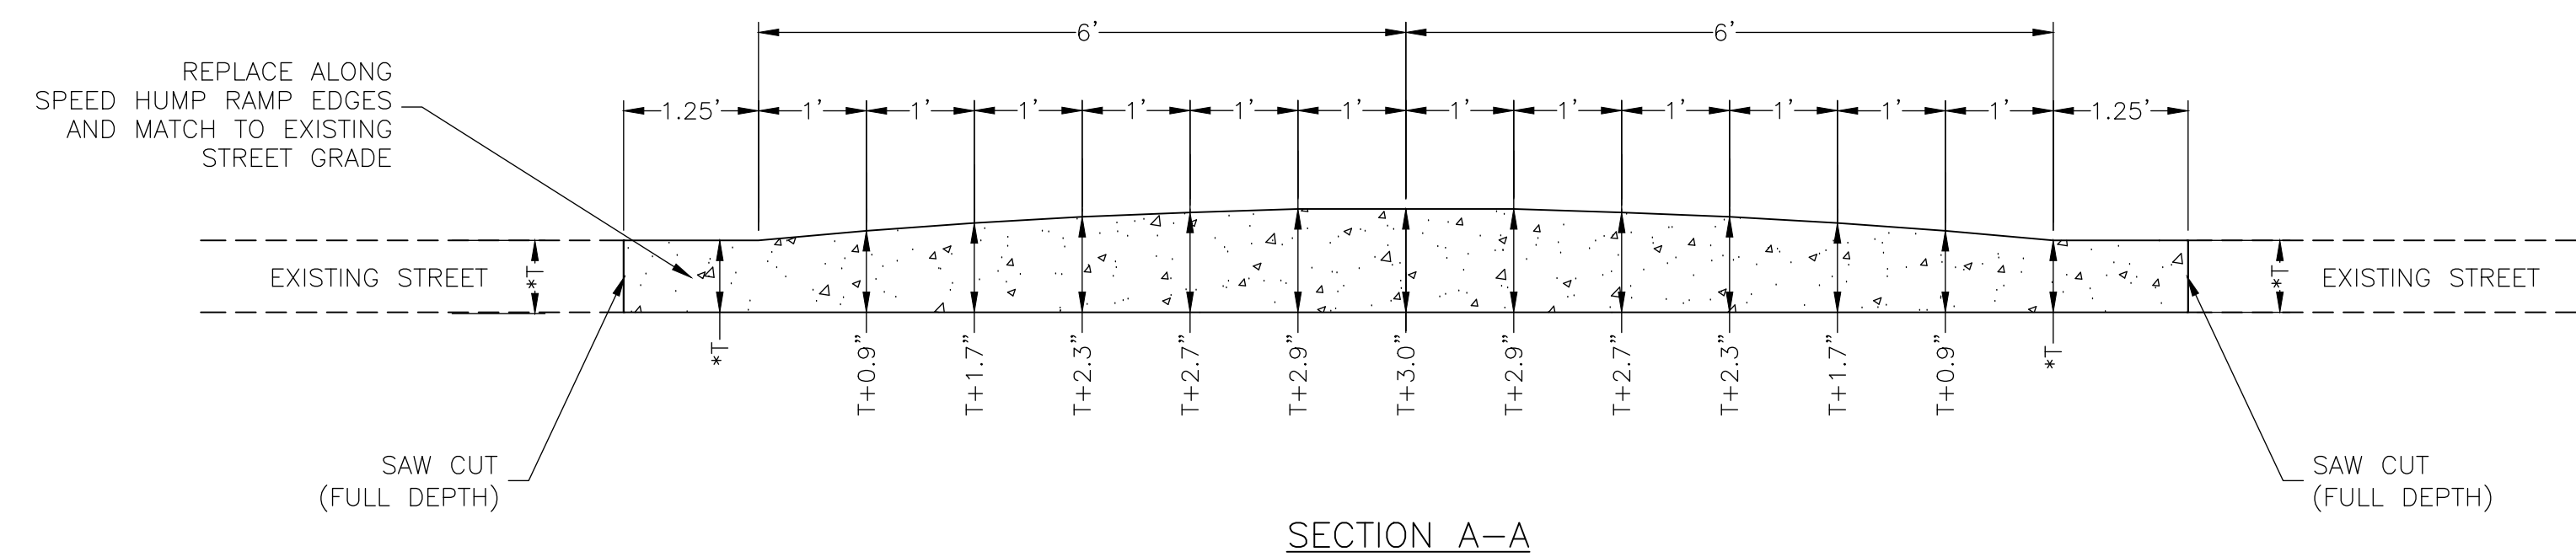 6’
6’
REPLACE ALONG
SPEED HUMP RAMP EDGES
AND MATCH TO EXISTING
STREET GRADE
1.25’
1’
1’
1’
1’
1’
1’
1’
1’
1’
1’
1’
1’
1.25’
EXISTING STREET
*T
*T
EXISTING STREET
*T
T+0.9”
T+1.7”
T+2.3”
T+2.7”
T+2.9”
T+3.0”
T+2.9”
T+2.7”
T+2.3”
T+1.7”
T+0.9”
*T
SAW CUT
(FULL DEPTH)
SAW CUT
(FULL DEPTH)
SECTION A–A